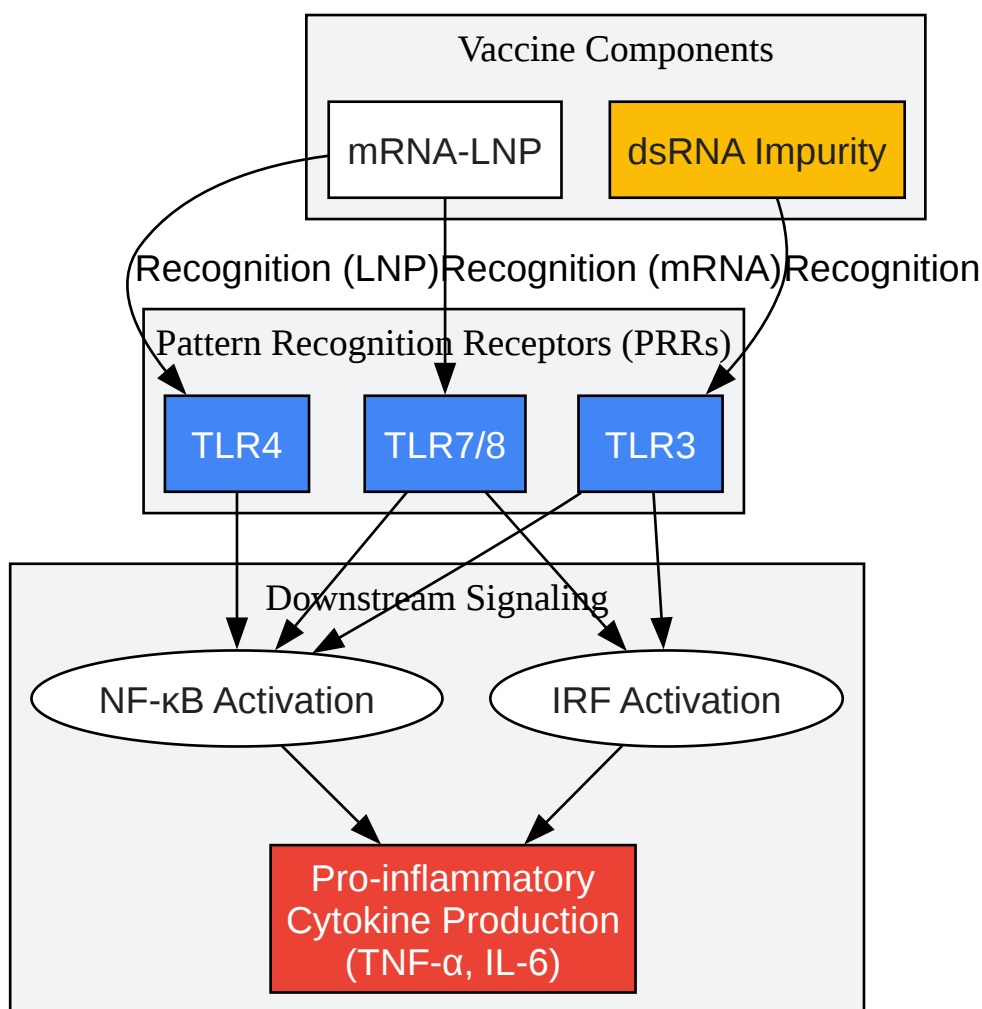 Vaccine Components
mRNA-LNP
dsRNA Impurity
Recognition (LNP)
Recognition (mRNA)
Recognition
Pattern Recognition Receptors (PRRs)
TLR4
TLR7/8
TLR3
Downstream Signaling
NF-κB Activation
IRF Activation
Pro-inflammatory
Cytokine Production
(TNF-α, IL-6)